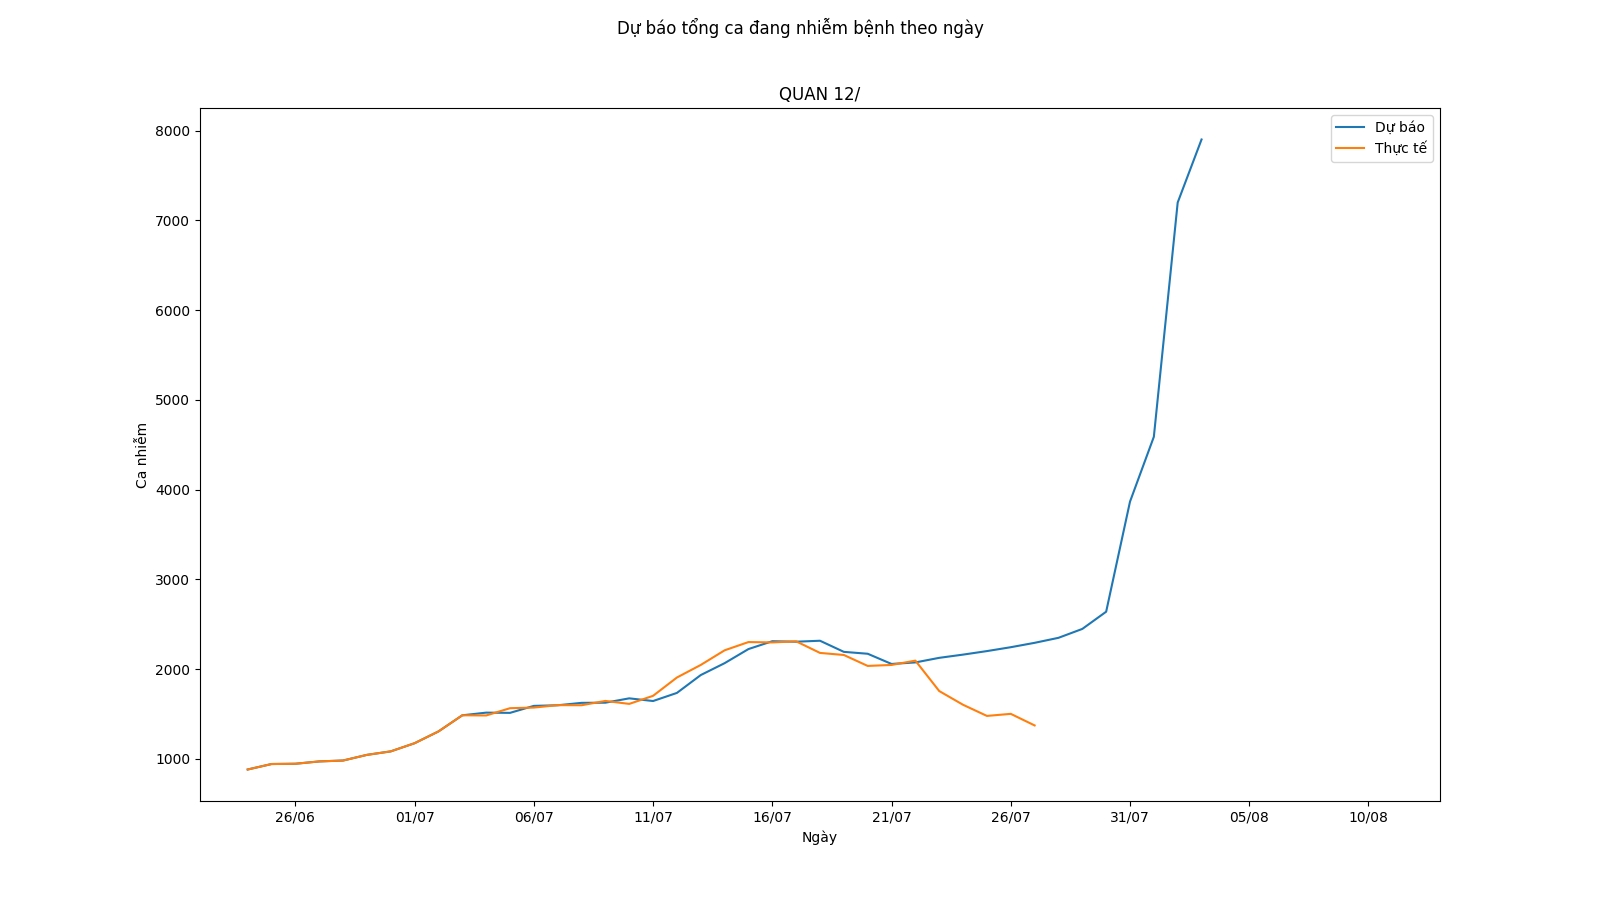 Dự báo tổng ca đang nhiễm bệnh theo ngày
QUAN 12/
Dự báo
Thực tế
8000
7000
6000
5000
4000
3000
2000
1000
Ca nhiễm
26/06 01/07 06/07 11/07 16/07 21/07 26/07 31/07 05/08 10/08
Ngày